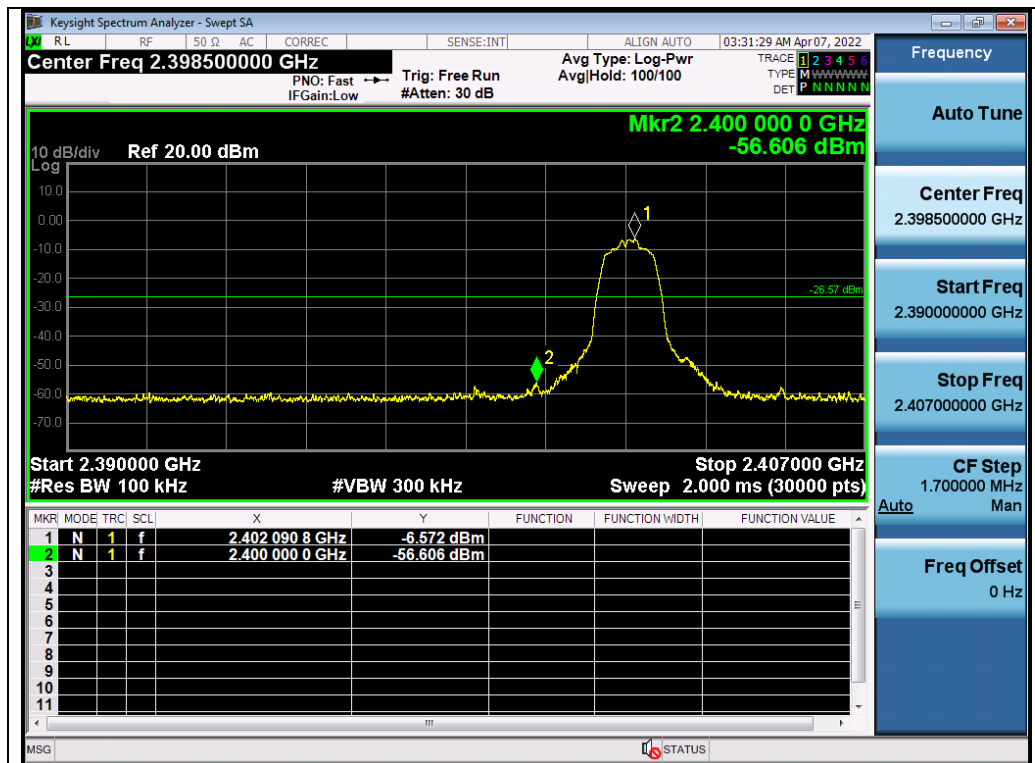 Keysight Spectrum Analyzer - Swept SA
LXI RL RF 50 Ω AC CORREC SENSE:INT ALIGN AUTO 03:31:29 AM Apr 07, 2022
Center Freq 2.398500000 GHz
PNO: Fast
IFGain:Low
Trig: Free Run
#Atten: 30 dB
Avg Type: Log-Pwr
Avg|Hold: 100/100
TRACE 1 2 3 4 5 6
TYPE M WWWWW
DET P N N N N N
Mkr2 2.400 000 0 GHz
-56.606 dBm
10 dB/div Ref 20.00 dBm
Log
10.0
0.00
-10.0
-20.0
-30.0
-40.0
-50.0
-60.0
-70.0
1
-26.57 dBm
2
Start 2.390000 GHz Stop 2.407000 GHz
#Res BW 100 kHz #VBW 300 kHz Sweep 2.000 ms (30000 pts)
MKR MODE TRC SCL X Y FUNCTION FUNCTION WIDTH FUNCTION VALUE
1 N 1 f 2.402 090 8 GHz -6.572 dBm
2 N 1 f 2.400 000 0 GHz -56.606 dBm
3
4
5
6
7
8
9
10
11
MSG STATUS
Frequency
Auto Tune
Center Freq
2.398500000 GHz
Start Freq
2.390000000 GHz
Stop Freq
2.407000000 GHz
CF Step
1.700000 MHz
Auto Man
Freq Offset
0 Hz